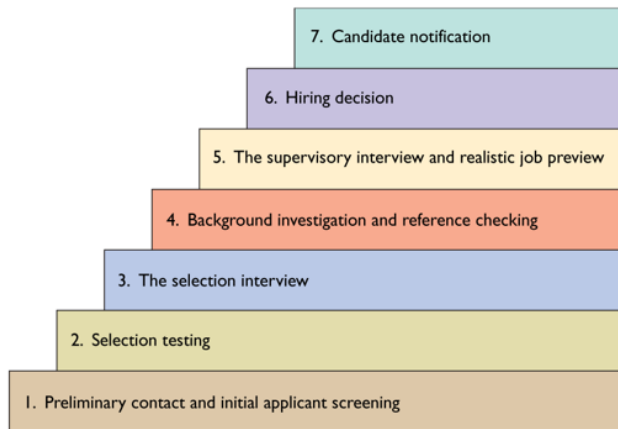 7. Candidate notification
6. Hiring decision
5. The supervisory interview and realistic job preview
4. Background investigation and reference checking
3. The selection interview
2. Selection testing
1. Preliminary contact and initial applicant screening